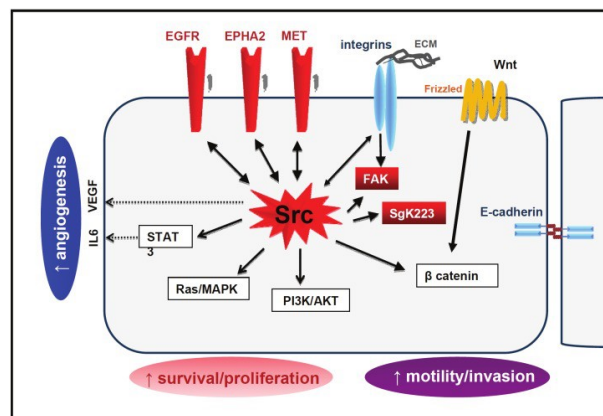 EGFR
EPHA2
MET
integrins
ECM
Wnt
Frizzled
FAK
Src
SgK223
E-cadherin
↑ angiogenesis
VEGF
IL6
STAT
3
Ras/MAPK
PI3K/AKT
β catenin
↑ survival/proliferation
↑ motility/invasion